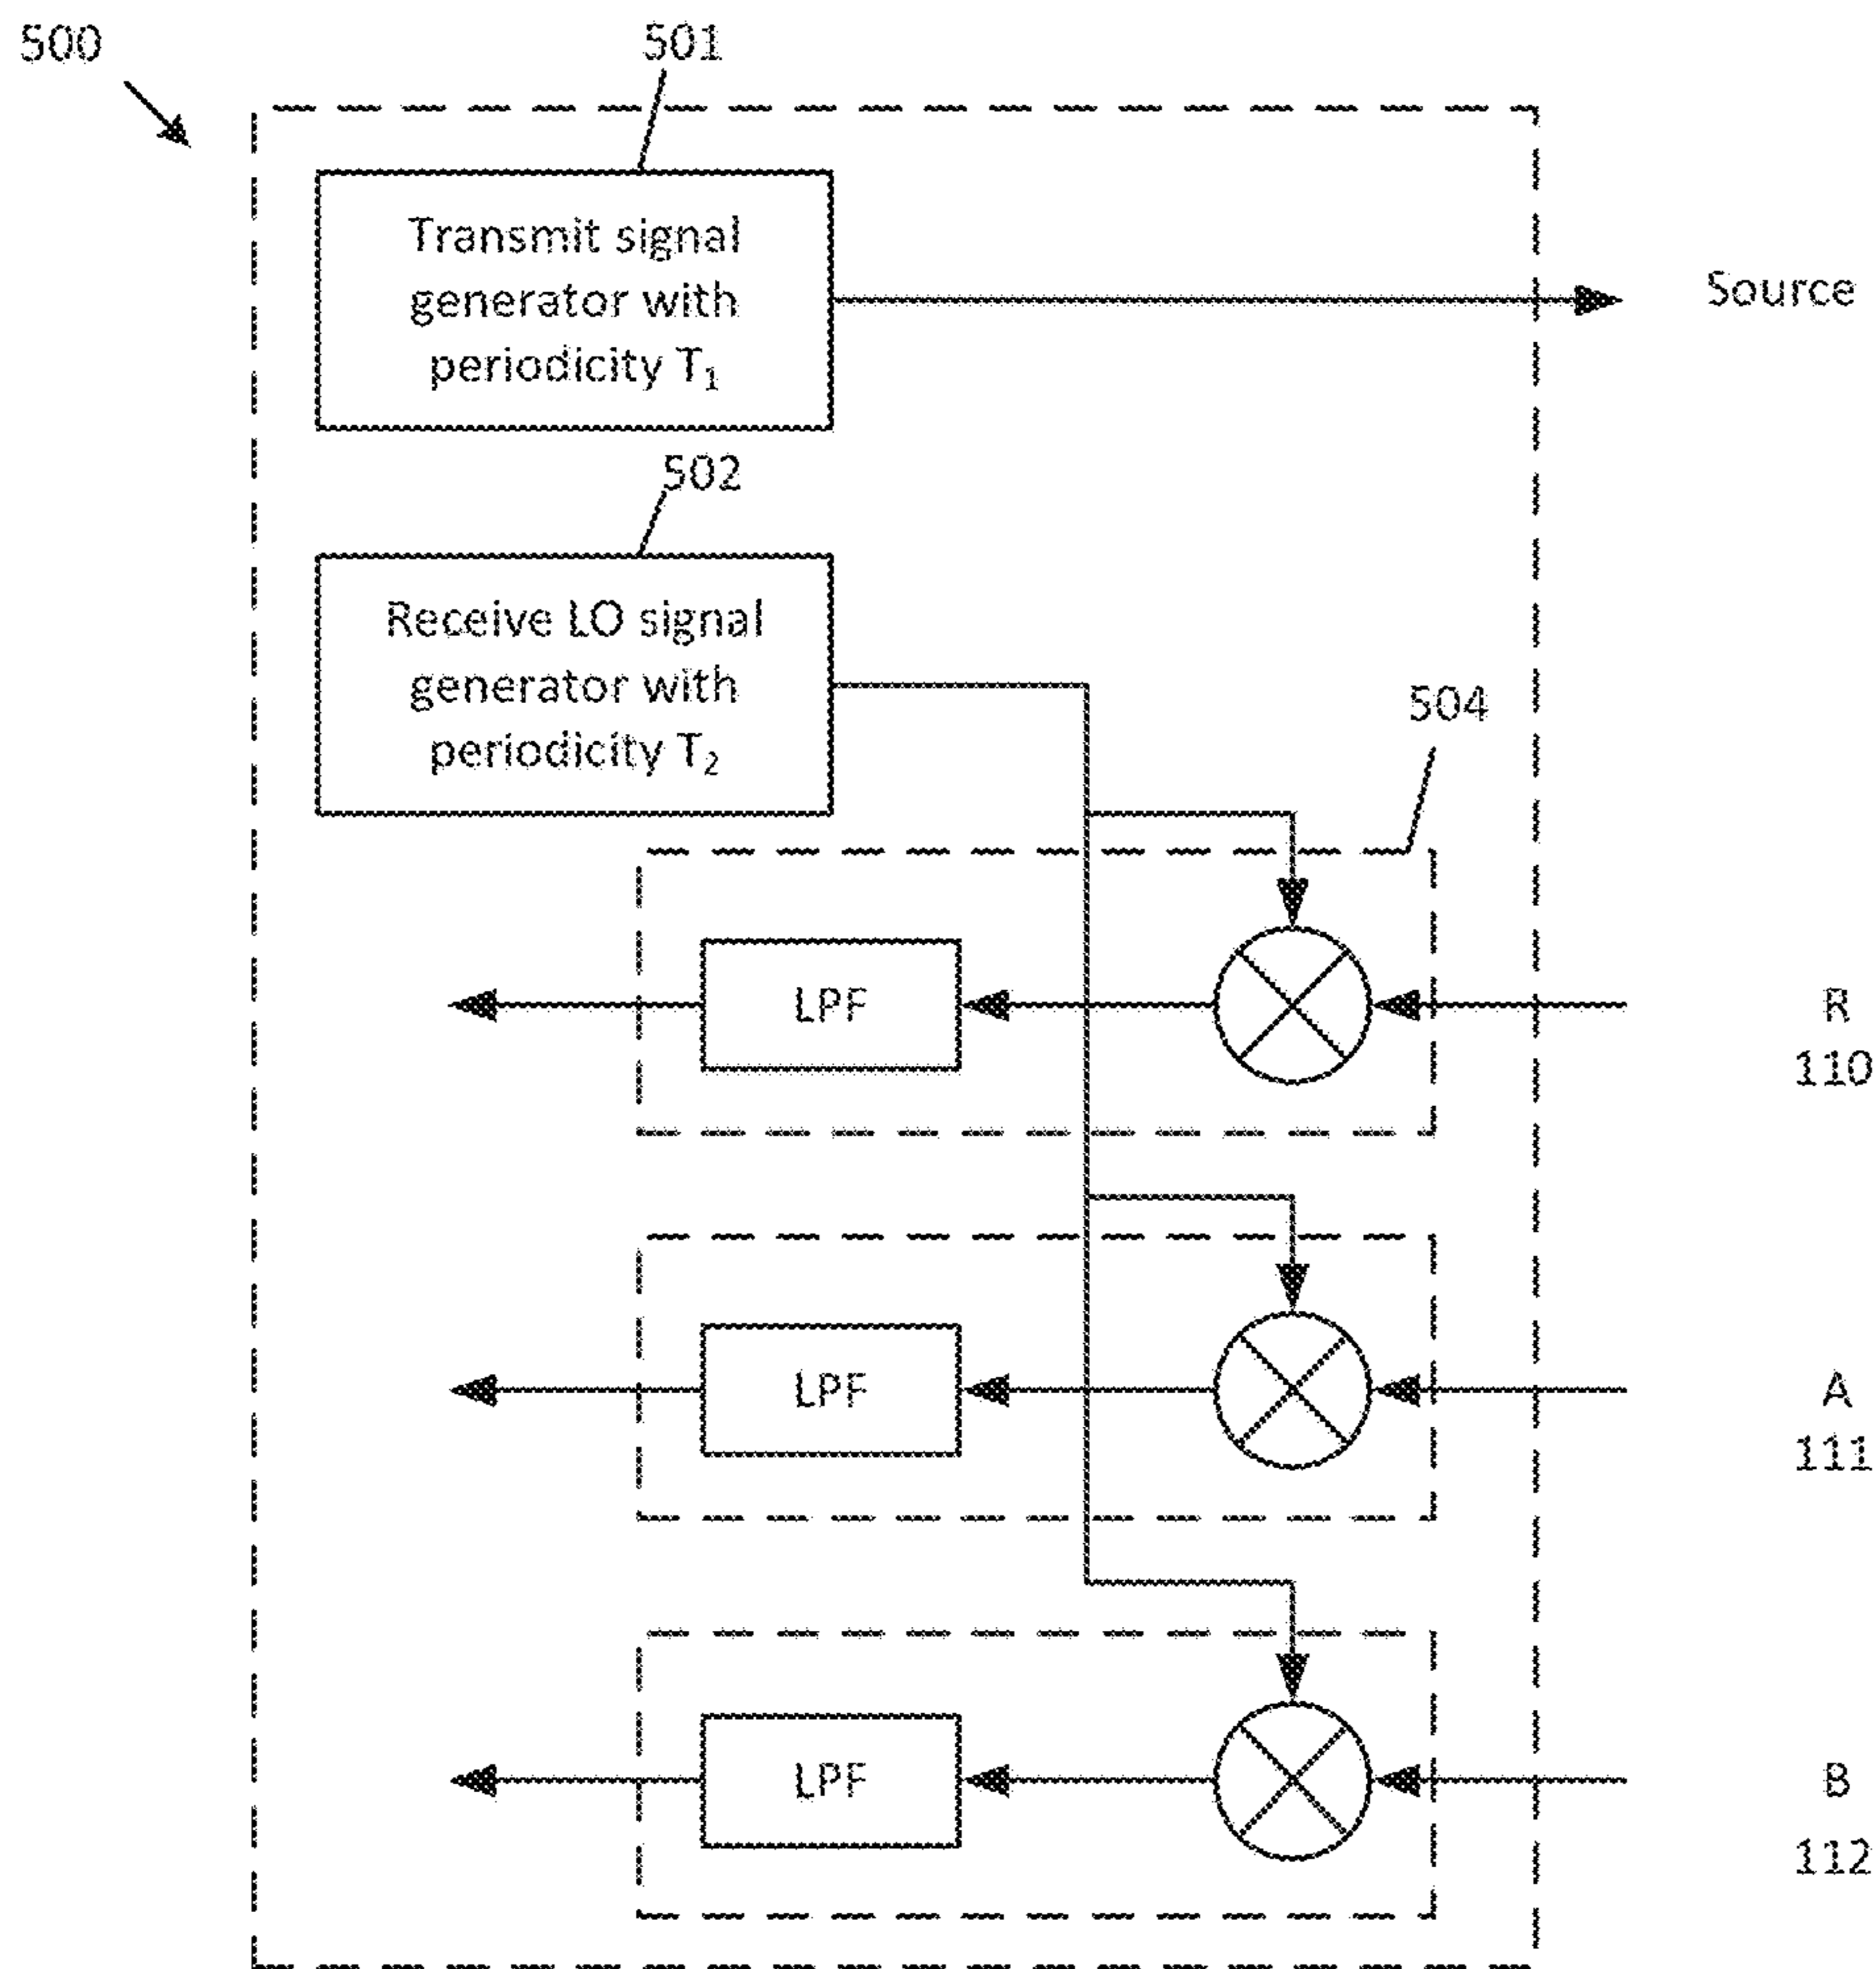 500
501
Transmit signal
generator with
periodicity T₁
Source
502
Receive LO signal
generator with
periodicity T₂
504
LPF
R
110
LPF
A
111
LPF
B
112